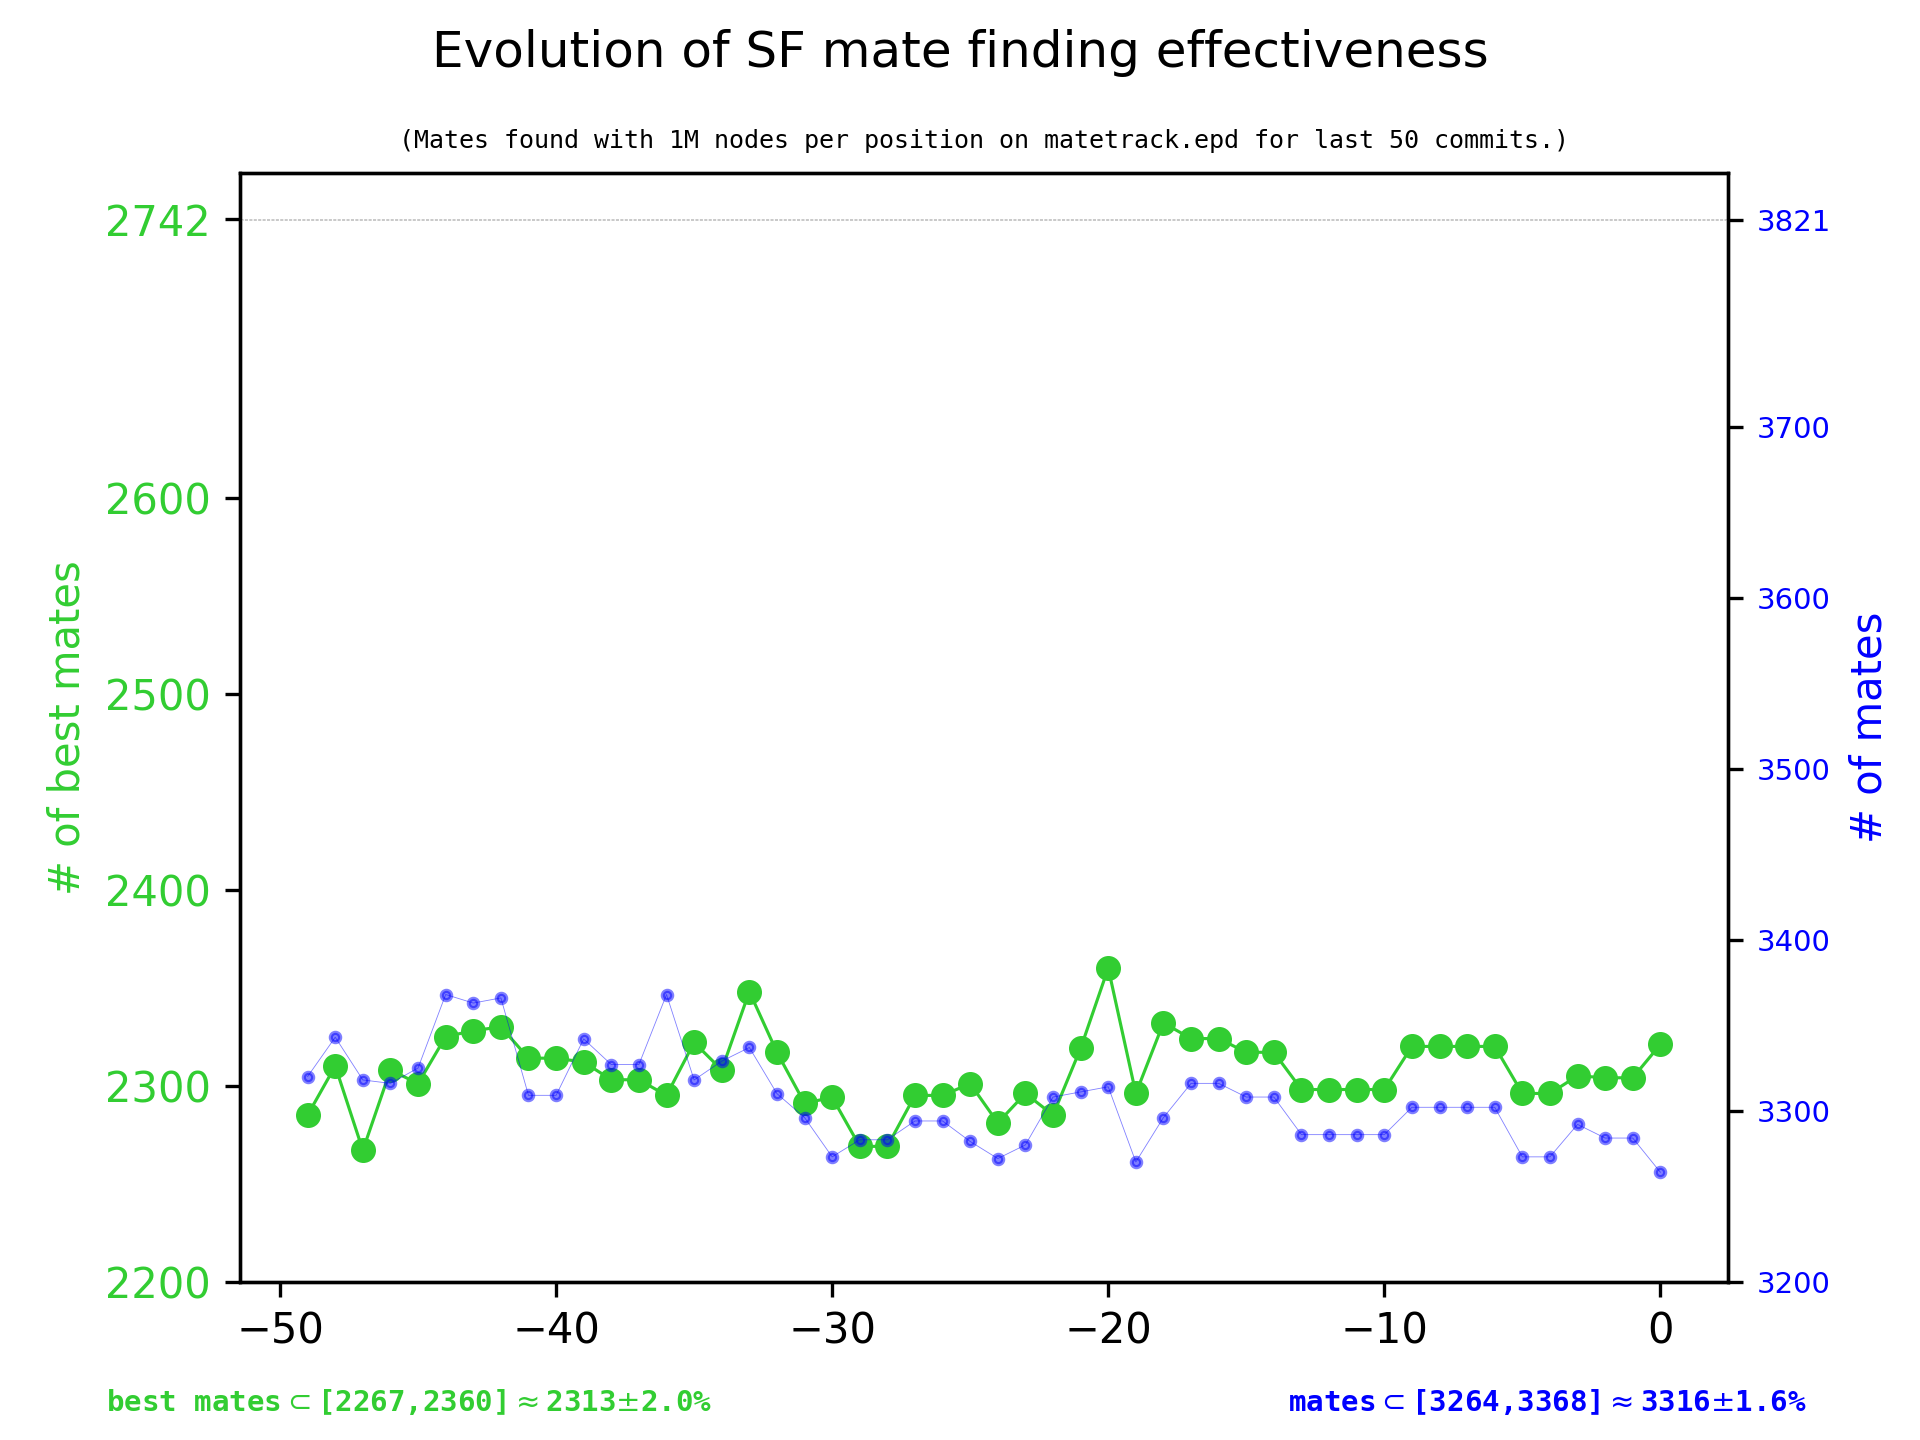 Evolution of SF mate finding effectiveness
(Mates found with 1M nodes per position on matetrack.epd for last 50 commits.)
2742
2600
2500
2400
2300
2200
# of best mates
3821
3700
3600
3500
3400
3300
3200
# of mates
−50 −40 −30 −20 −10 0
best mates ⊂ [2267,2360] ≈ 2313±2.0% mates ⊂ [3264,3368] ≈ 3316±1.6%